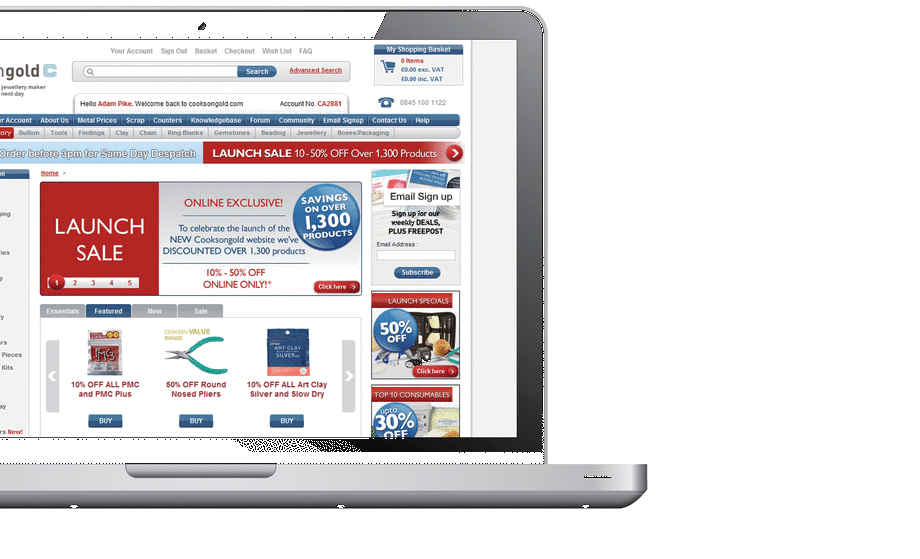 Your Account Sign Out Basket Checkout Wish List FAQ
My Shopping Basket
0 Items
£0.00 exc. VAT
£0.00 inc. VAT
ngold
jewellery maker
next day
Search
Advanced Search
Hello Adam Pike. Welcome back to cooksongold.com
Account No. CA2881
0845 100 1122
ur Account About Us Metal Prices Scrap Counters Knowledgebase Forum Community Email Signup Contact Us Help
ory Bullion Tools Findings Clay Chain Ring Blanks Gemstones Beading Jewellery Boxes/Packaging
Order before 3pm for Same Day Despatch
LAUNCH SALE 10-50% OFF Over 1,300 Products
Home >
LAUNCH
SALE
1 2 3 4 5
ONLINE EXCLUSIVE!
To celebrate the launch of the
NEW Cooksongold website we've
DISCOUNTED OVER 1,300 products
10% - 50% OFF
ONLINE ONLY!*
SAVINGS
ON OVER
1,300
PRODUCTS
Click here >
Email Sign up
Sign up for our
weekly DEALS,
PLUS FREEPOST
Email Address :
Subscribe
ging
ries
y
ry
rs
Pieces
Kits
ay
rs New!
Essentials Featured New Sale
COOKSON VALUE
RANGE
ART CLAY
SILVER
10% OFF ALL PMC
and PMC Plus
50% OFF Round
Nosed Pliers
10% OFF ALL Art Clay
Silver and Slow Dry
BUY
BUY
BUY
LAUNCH SPECIALS
50%
OFF
Click here >
TOP 10 CONSUMABLES
upto
30%
OFF